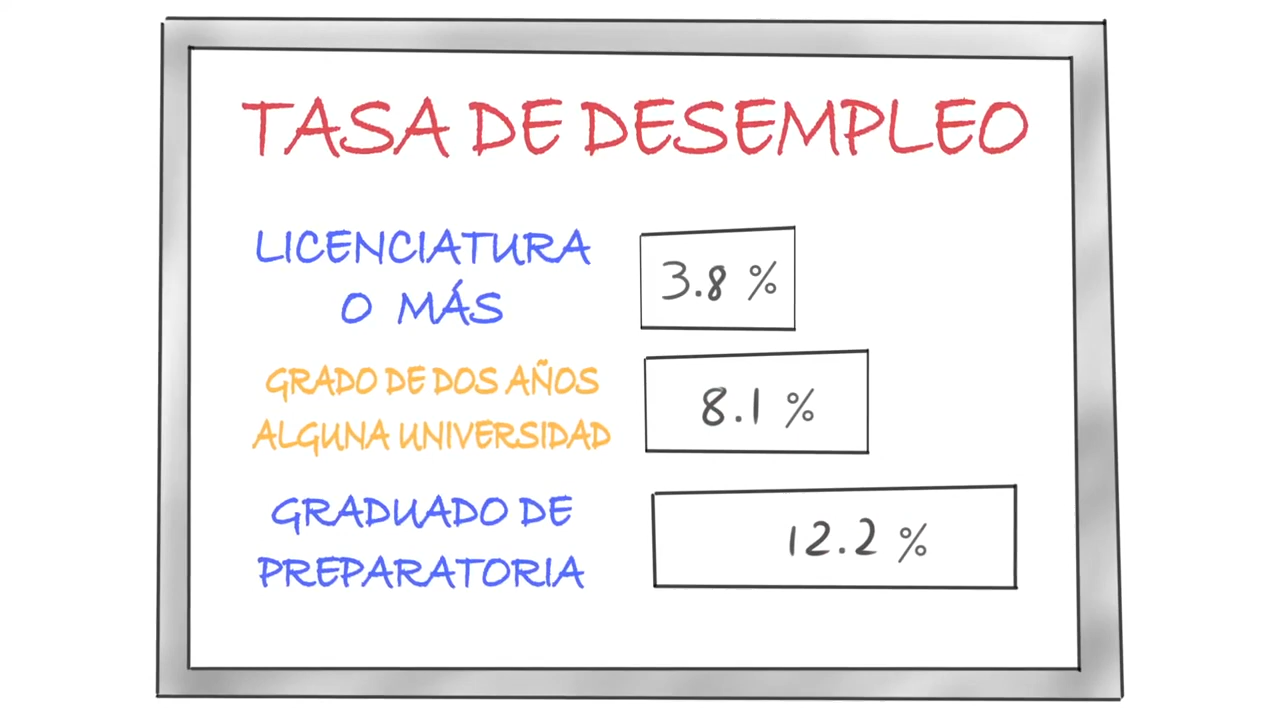 TASA DE DESEMPLEO
LICENCIATURA
O MÁS
3.8 %
GRADO DE DOS AÑOS
ALGUNA UNIVERSIDAD
8.1 %
GRADUADO DE
PREPARATORIA
12.2 %